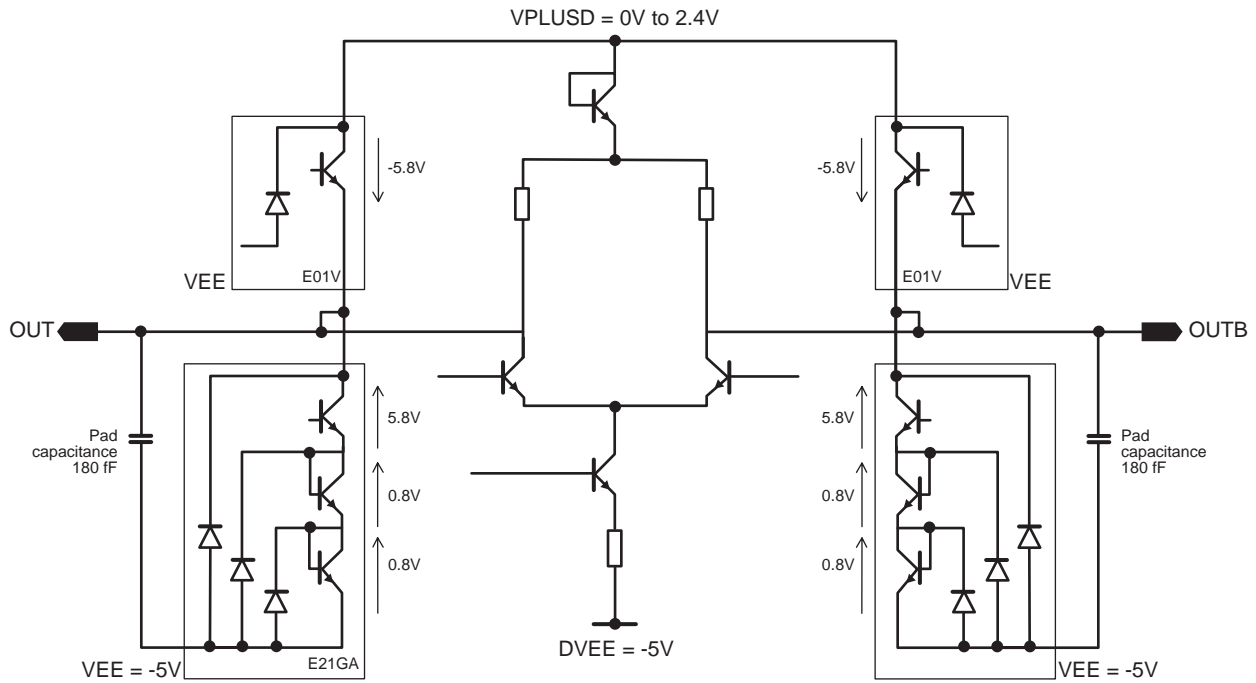 VPLUSD = 0V to 2.4V
-5.8V
-5.8V
E01V
E01V
VEE
VEE
OUT
OUTB
5.8V
5.8V
Pad
capacitance
180 fF
Pad
capacitance
180 fF
0.8V
0.8V
0.8V
0.8V
DVEE = -5V
E21GA
VEE = -5V
VEE = -5V